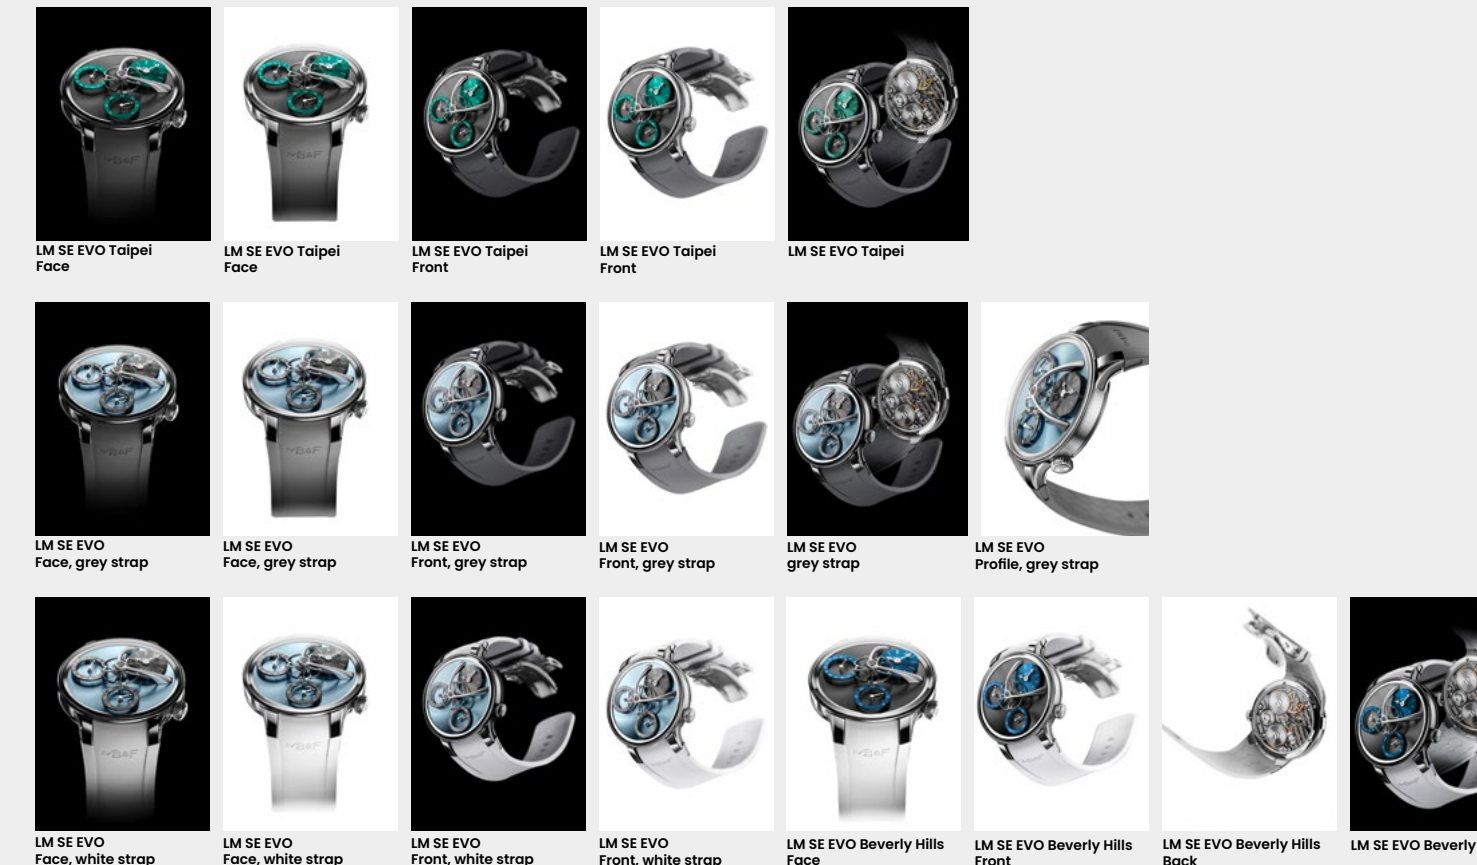 LM SE EVO Taipei
Face
LM SE EVO Taipei
Face
LM SE EVO Taipei
Front
LM SE EVO Taipei
Front
LM SE EVO Taipei
LM SE EVO
Face, grey strap
LM SE EVO
Face, grey strap
LM SE EVO
Front, grey strap
LM SE EVO
Front, grey strap
LM SE EVO
grey strap
LM SE EVO
Profile, grey strap
LM SE EVO
Face, white strap
LM SE EVO
Face, white strap
LM SE EVO
Front, white strap
LM SE EVO
Front, white strap
LM SE EVO Beverly Hills
Face
LM SE EVO Beverly Hills
Front
LM SE EVO Beverly Hills
Back
LM SE EVO Beverly